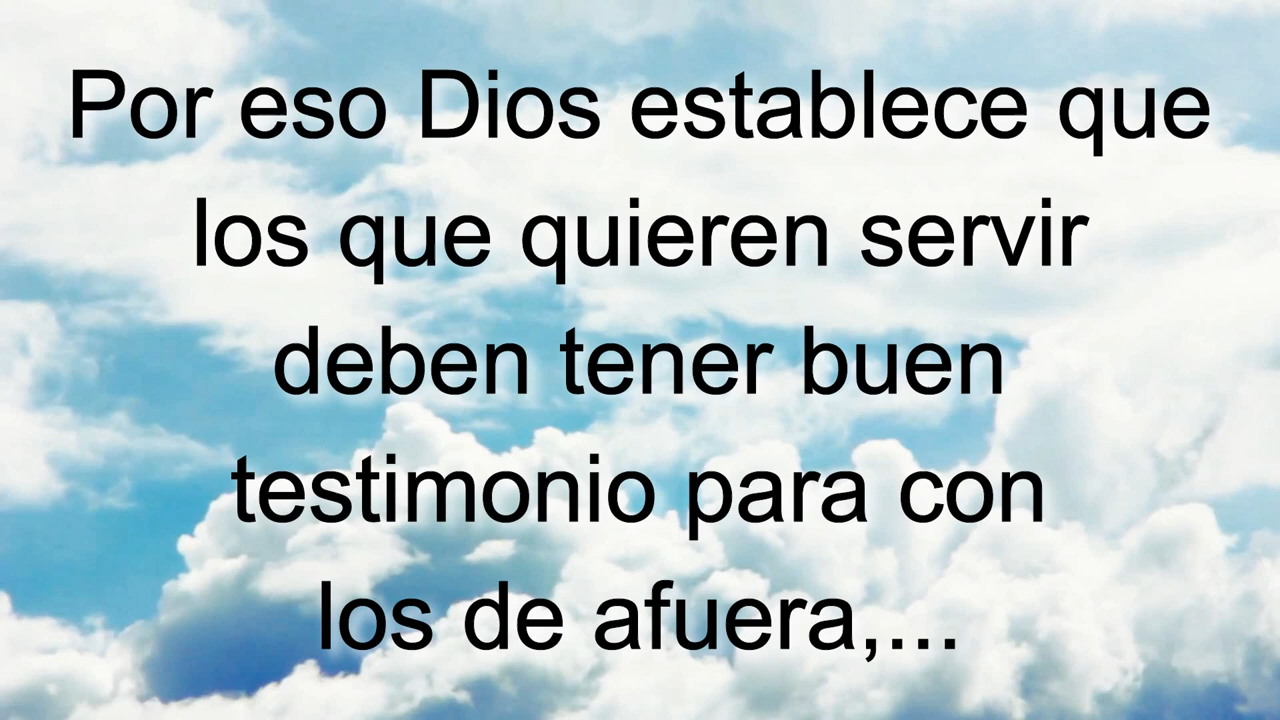 Por eso Dios establece que
los que quieren servir
deben tener buen
testimonio para con
los de afuera,...